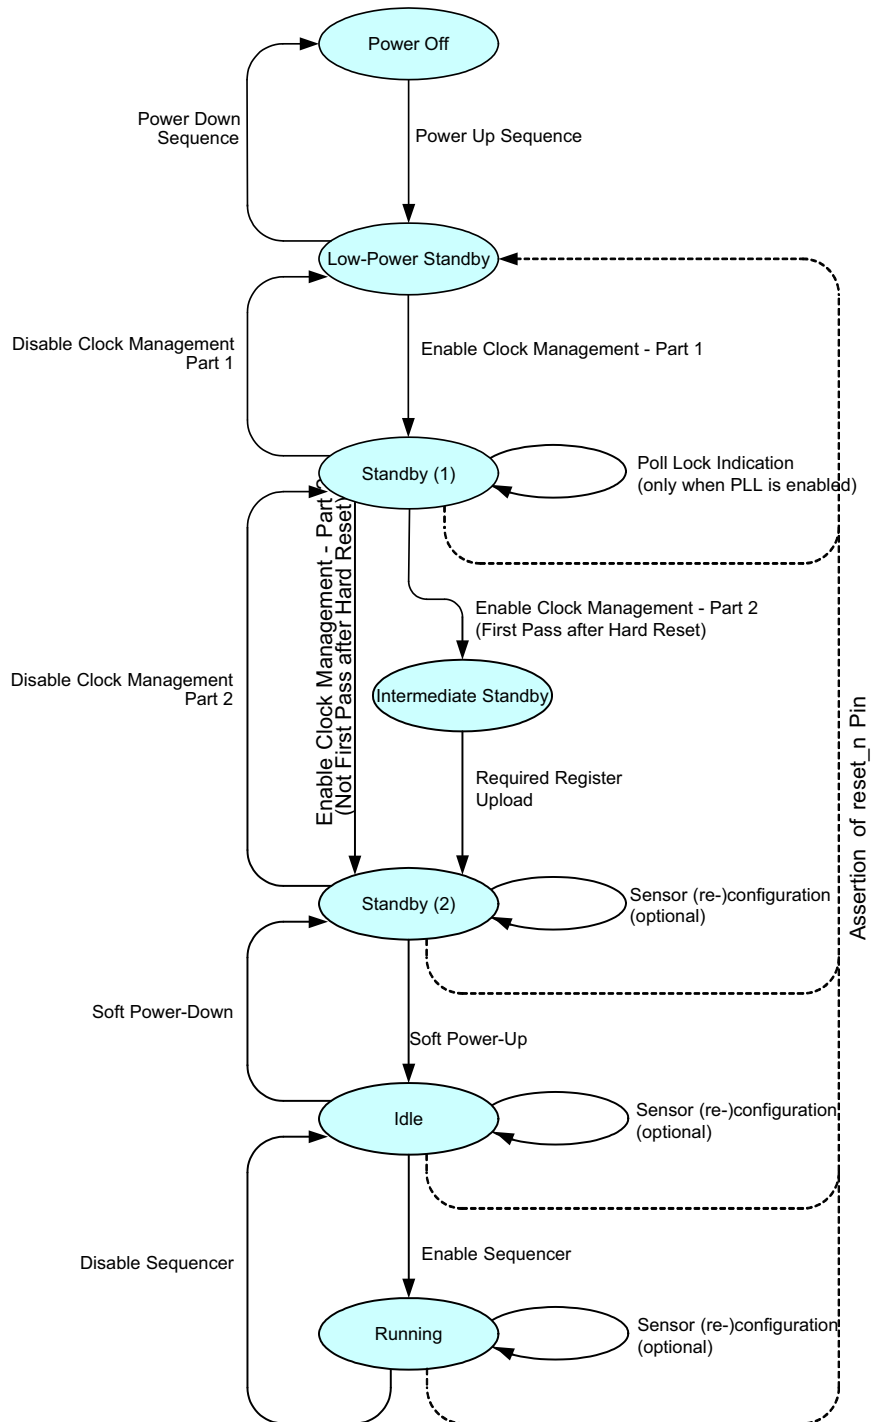 Power Off
Power Down
Sequence
Power Up Sequence
Low-Power Standby
Disable Clock Management
Part 1
Enable Clock Management - Part 1
Standby (1)
Poll Lock Indication
(only when PLL is enabled)
Enable Clock Management - Part
(Not First Pass after Hard Reset)
Enable Clock Management - Part 2
(First Pass after Hard Reset)
Disable Clock Management
Part 2
Intermediate Standby
Required Register
Upload
Assertion of reset_n Pin
Standby (2)
Sensor (re-)configuration
(optional)
Soft Power-Down
Soft Power-Up
Idle
Sensor (re-)configuration
(optional)
Disable Sequencer
Enable Sequencer
Running
Sensor (re-)configuration
(optional)